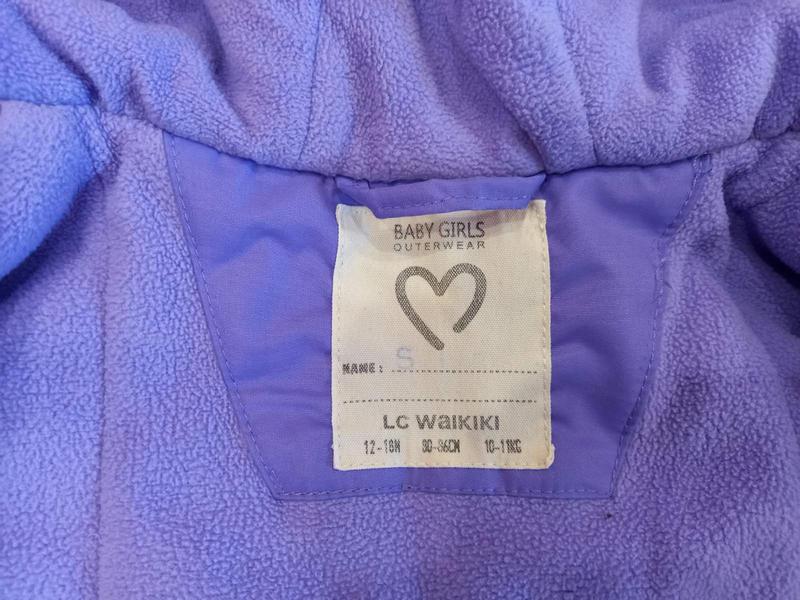 BABY GIRLS
OUTERWEAR
NAME: S
LC WaiKiKi
12-18M 80-86CM 10-11KG